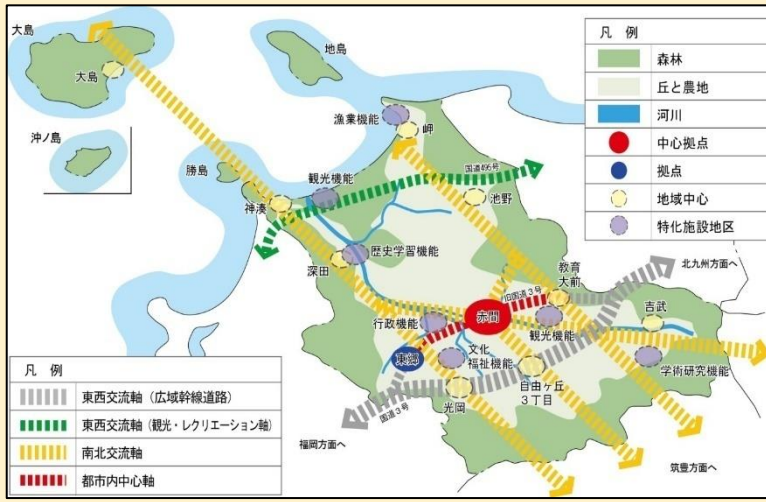 大島
大島
沖ノ島
地島
漁業機能
岬
勝島
観光機能
国道495号
神湊
池野
歴史学習機能
深田
教育
大前
北九州方面へ
旧国道3号
赤間
吉武
行政機能
観光機能
東郷
文化
福祉機能
学術研究機能
自由ヶ丘
3丁目
光岡
国道3号
福岡方面へ
筑豊方面へ
凡 例
森林
丘と農地
河川
中心拠点
拠点
地域中心
特化施設地区
凡 例
東西交流軸（広域幹線道路）
東西交流軸（観光・レクリエーション軸）
南北交流軸
都市内中心軸